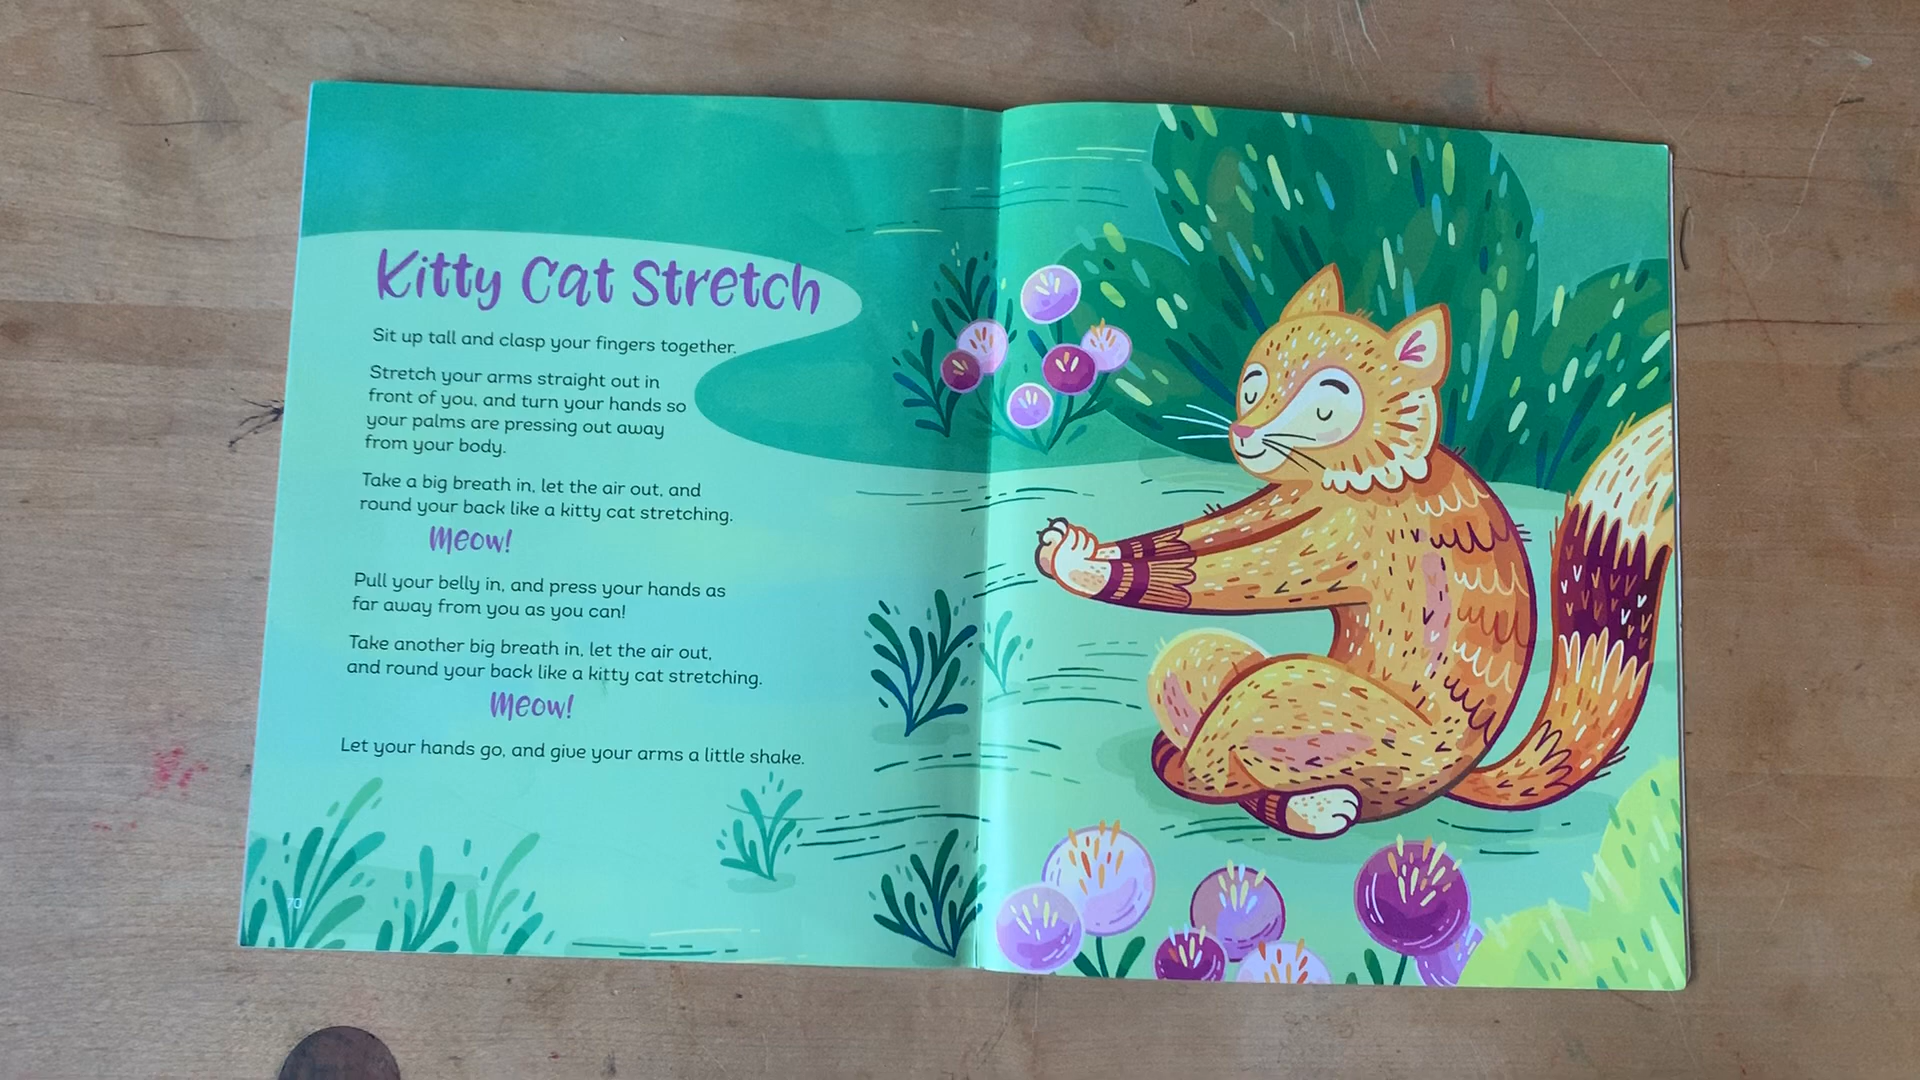 Kitty Cat Stretch
Sit up tall and clasp your fingers together.
Stretch your arms straight out in
front of you, and turn your hands so
your palms are pressing out away
from your body.
Take a big breath in, let the air out, and
round your back like a kitty cat stretching.
Meow!
Pull your belly in, and press your hands as
far away from you as you can!
Take another big breath in, let the air out,
and round your back like a kitty cat stretching.
Meow!
Let your hands go, and give your arms a little shake.
70